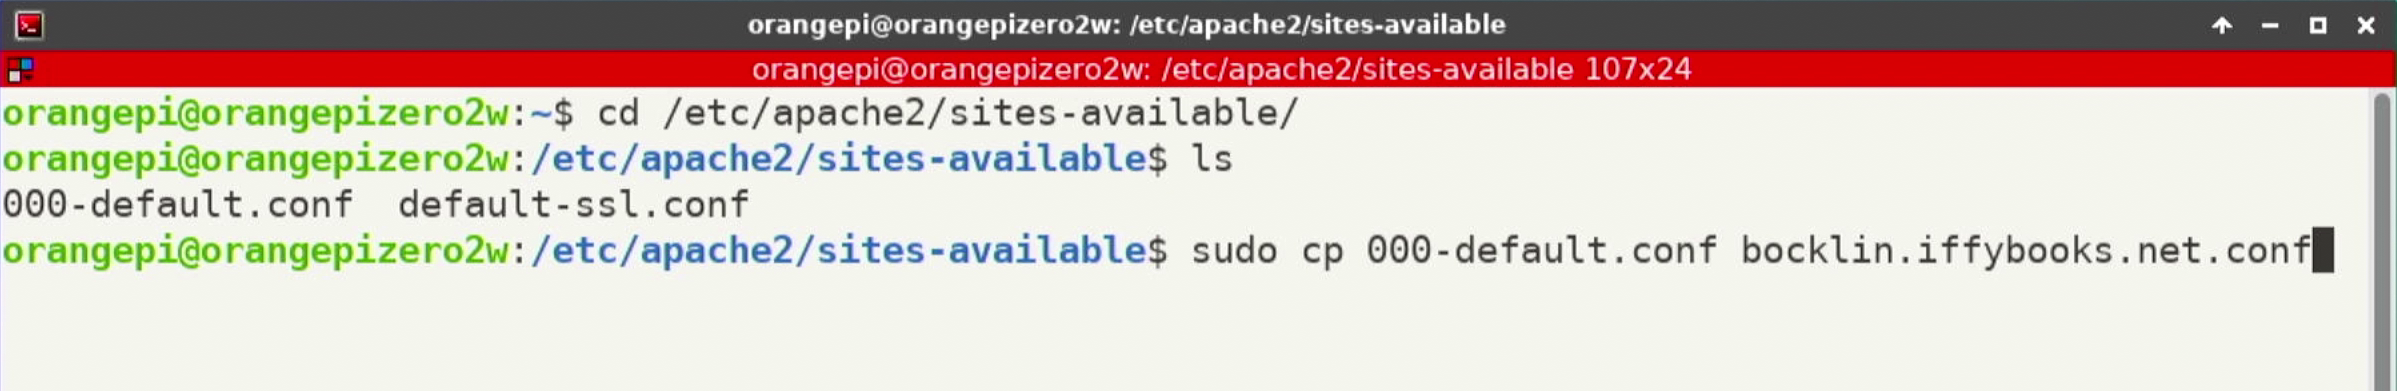 orangepi@orangepizero2w: /etc/apache2/sites-available
orangepi@orangepizero2w: /etc/apache2/sites-available 107x24
orangepi@orangepizero2w:~$ cd /etc/apache2/sites-available/
orangepi@orangepizero2w:/etc/apache2/sites-available$ ls
000-default.conf  default-ssl.conf
orangepi@orangepizero2w:/etc/apache2/sites-available$ sudo cp 000-default.conf bocklin.iffybooks.net.conf